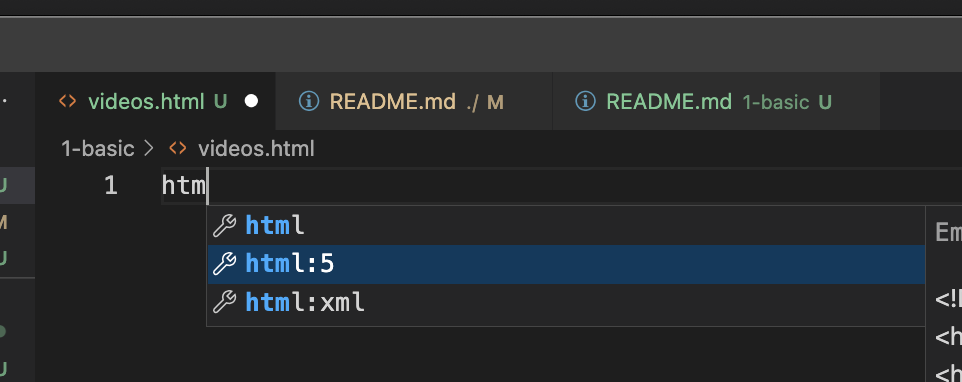 videos.html U README.md ./ M README.md 1-basic U
1-basic > videos.html
U
1 htm
html
M
Em
html:5
U
html:xml
<!
<h
<h
U